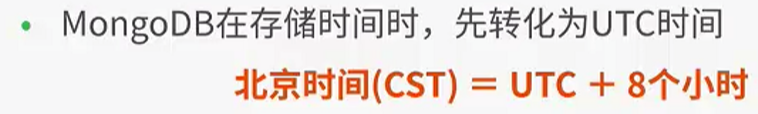 • MongoDB在存储时间时，先转化为UTC时间
北京时间(CST) = UTC + 8个小时